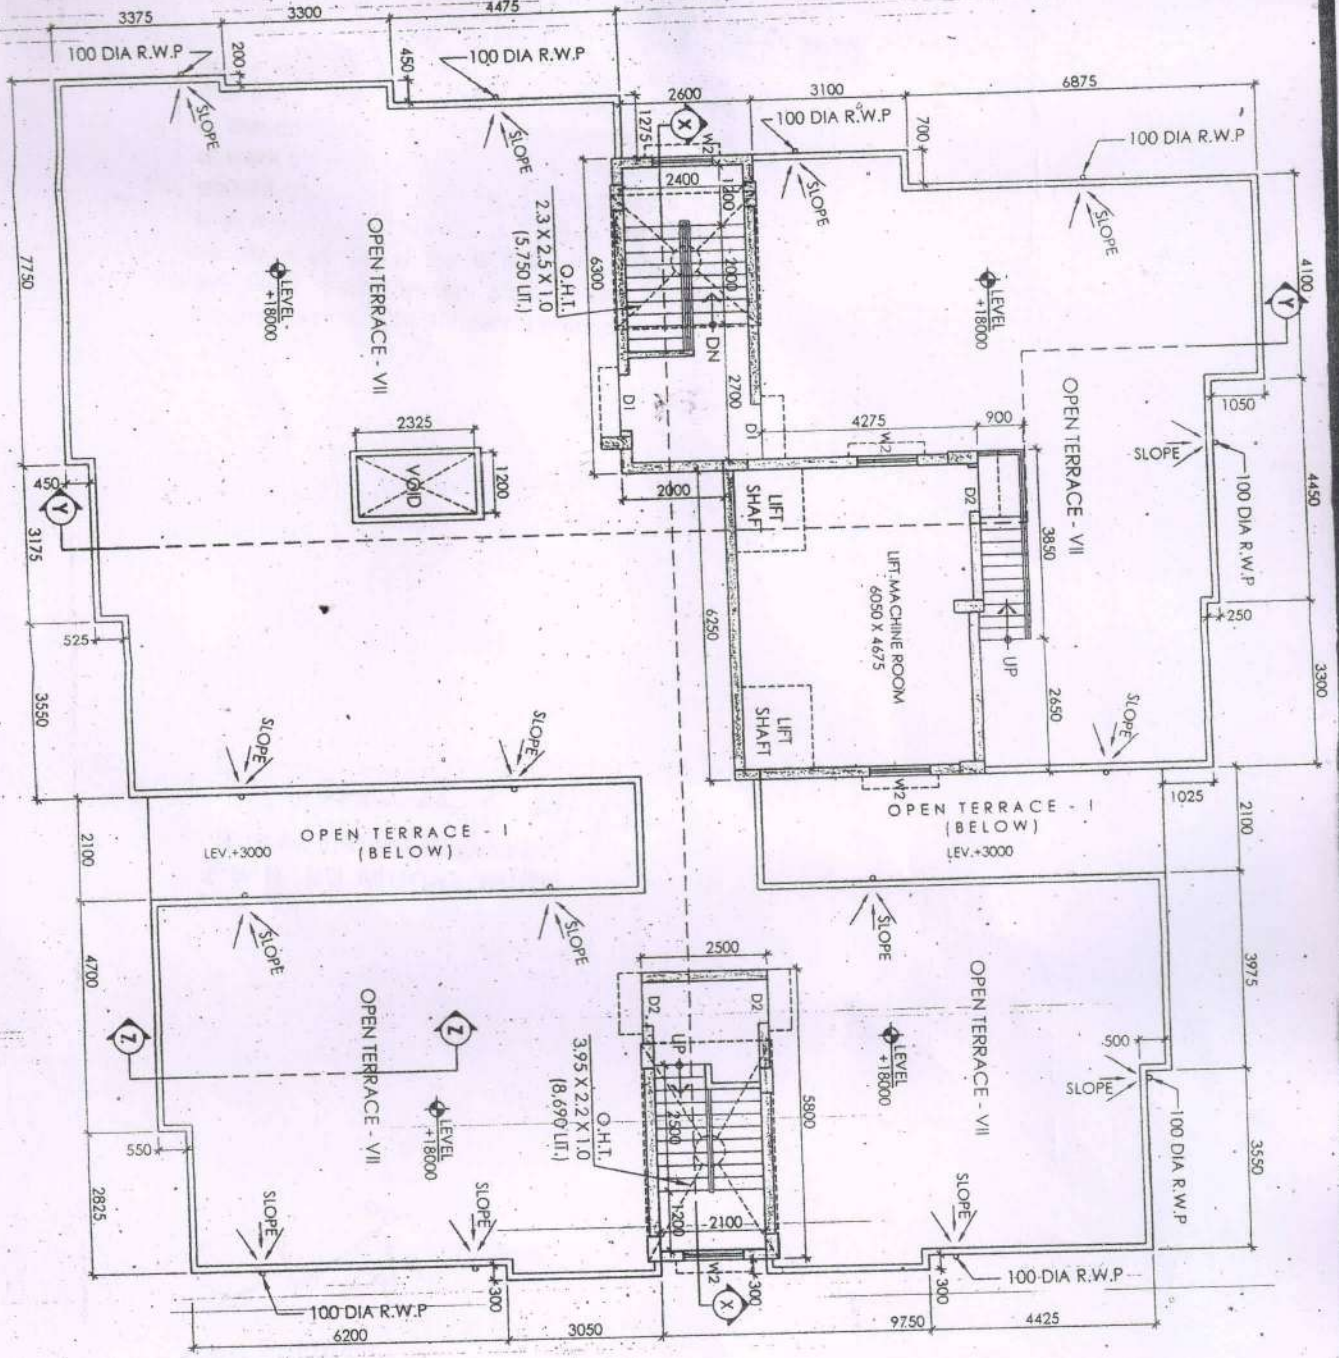 3375
3300
4475
100 DIA R.W.P
200
450
100 DIA R.W.P
2600
3100
6875
X
1275
W2
100 DIA R.W.P
700
100 DIA R.W.P
SLOPE
SLOPE
SLOPE
SLOPE
2400
1200
2000
DN
2700
6300
O.H.T.
2.3 X 2.5 X 1.0
(5.750 LIT.)
OPEN TERRACE - VII
LEVEL
+18000
LEVEL
+18000
4100
Y
7750
OPEN TERRACE - VII
1050
SLOPE
100 DIA R.W.P
4450
D1
D1
4275
900
W2
2325
VOID
1200
450
Y
3175
2000
LIFT
SHAFT
D2
3850
LIFT MACHINE ROOM
6050 X 4675
UP
250
3300
525
3550
6250
LIFT
SHAFT
2650
SLOPE
SLOPE
SLOPE
W2
1025
2100
OPEN TERRACE - I
(BELOW)
LEV.+3000
OPEN TERRACE - I
(BELOW)
LEV.+3000
2100
SLOPE
SLOPE
SLOPE
4700
3975
2500
D2
D2
OPEN TERRACE - VII
OPEN TERRACE - VII
LEVEL
+18000
LEVEL
+18000
Z
Z
UP
2500
5800
500
SLOPE
100 DIA R.W.P
3550
O.H.T.
3.95 X 2.2 X 1.0
(8.690 LIT.)
550
2825
SLOPE
SLOPE
SLOPE
1200
2100
W2
300
300
X
300
100 DIA R.W.P
100 DIA R.W.P
6200
3050
9750
4425